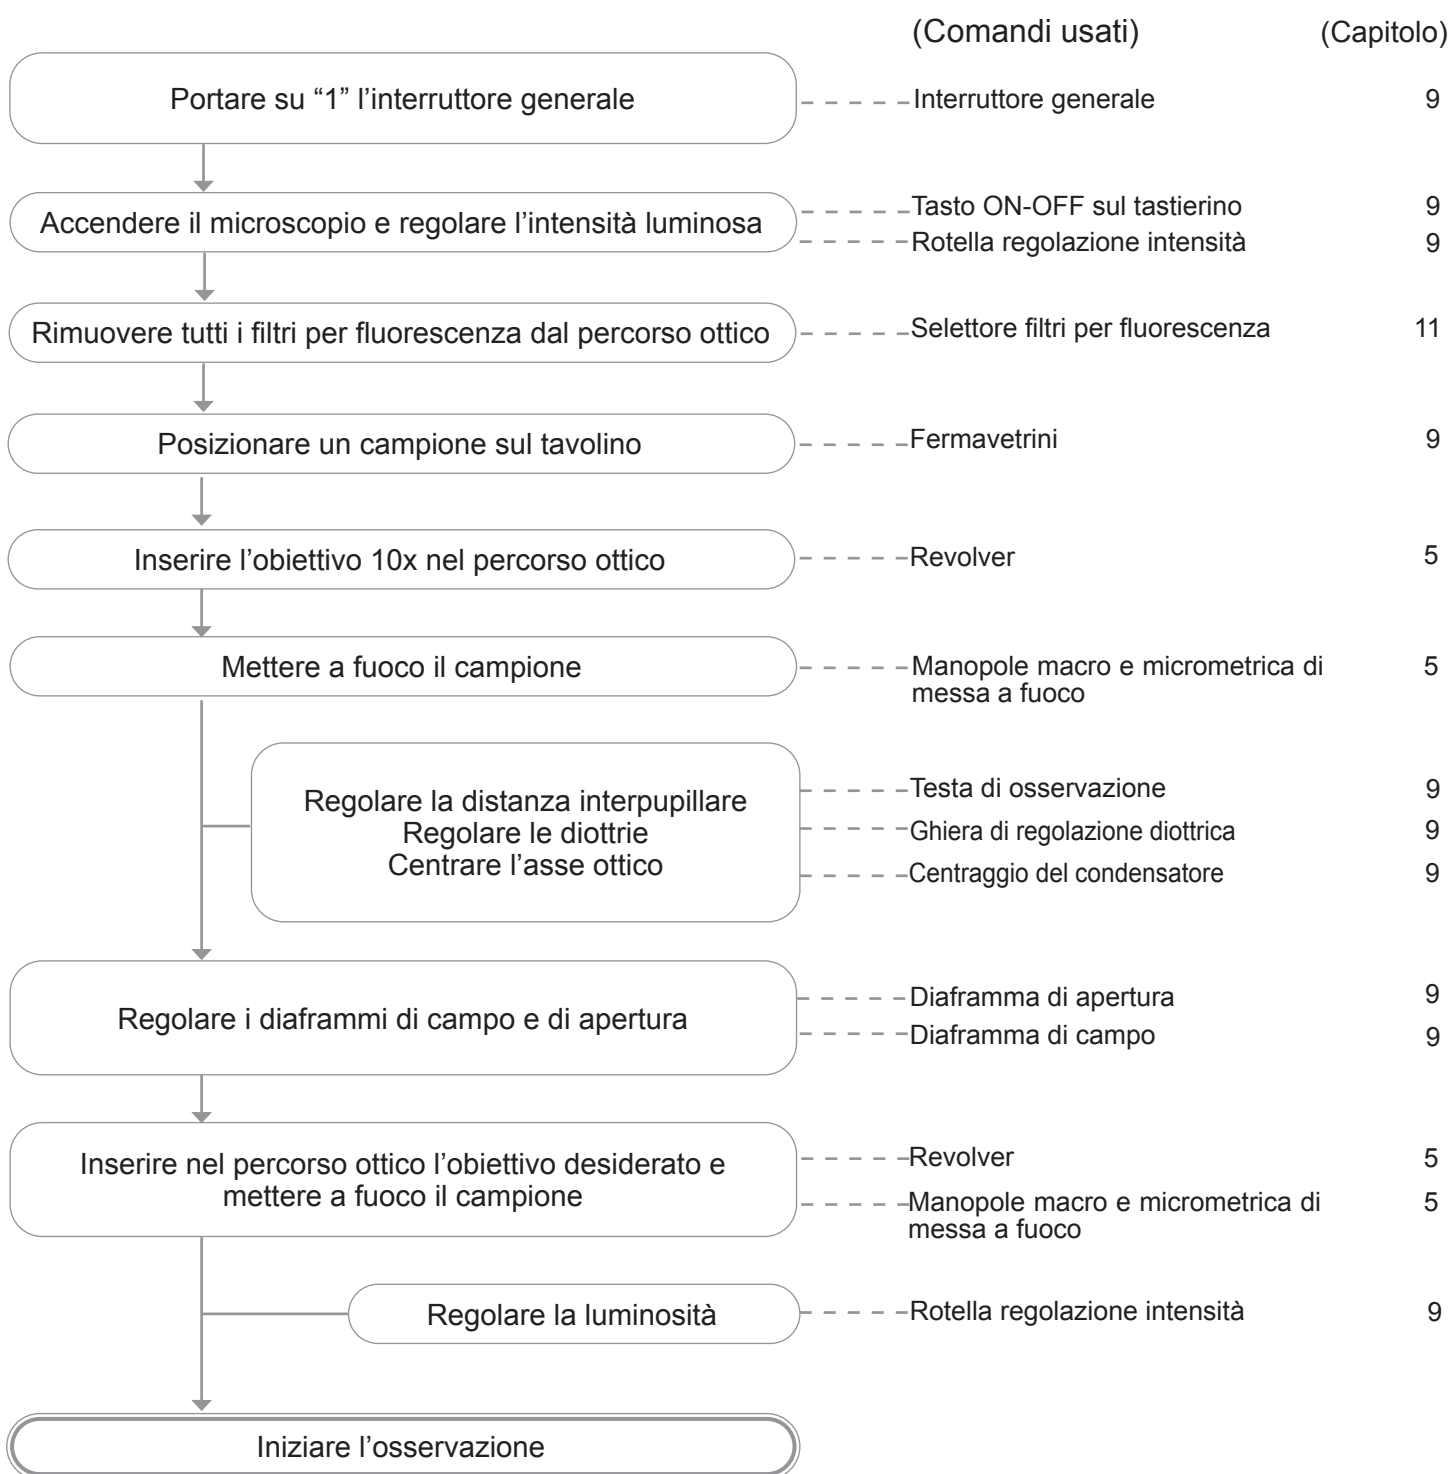 (Comandi usati) (Capitolo)
Portare su “1” l’interruttore generale Interruttore generale 9
Accendere il microscopio e regolare l’intensità luminosa Tasto ON-OFF sul tastierino 9
Rotella regolazione intensità 9
Rimuovere tutti i filtri per fluorescenza dal percorso ottico Selettore filtri per fluorescenza 11
Posizionare un campione sul tavolino Fermavetrini 9
Inserire l’obiettivo 10x nel percorso ottico Revolver 5
Mettere a fuoco il campione Manopole macro e micrometrica di 5
messa a fuoco
Regolare la distanza interpupillare Testa di osservazione 9
Regolare le diottrie Ghiera di regolazione diottrica 9
Centrare l’asse ottico Centraggio del condensatore 9
Regolare i diaframmi di campo e di apertura Diaframma di apertura 9
Diaframma di campo 9
Inserire nel percorso ottico l’obiettivo desiderato e Revolver 5
mettere a fuoco il campione Manopole macro e micrometrica di 5
messa a fuoco
Regolare la luminosità Rotella regolazione intensità 9
Iniziare l’osservazione